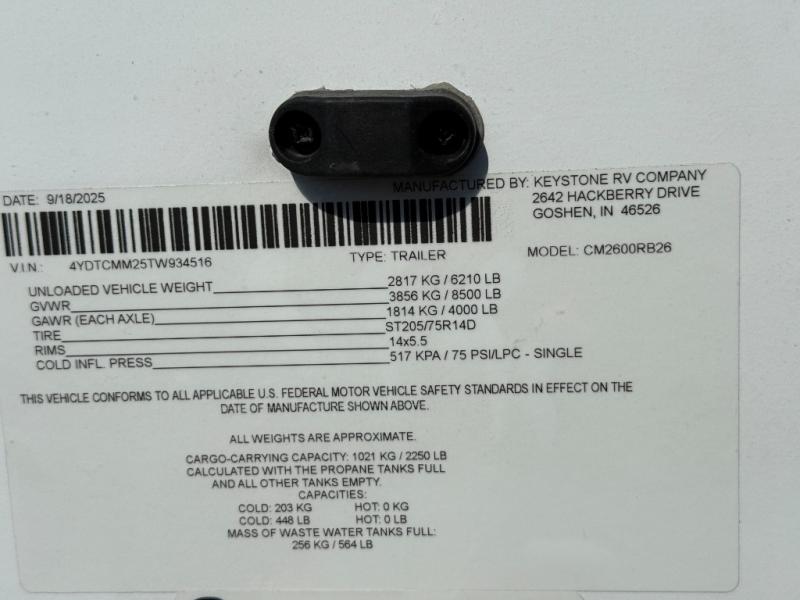 DATE: 9/18/2025
MANUFACTURED BY: KEYSTONE RV COMPANY
2642 HACKBERRY DRIVE
GOSHEN, IN 46526
V.I.N.: 4YDTCMM25TW934516 TYPE: TRAILER MODEL: CM2600RB26
UNLOADED VEHICLE WEIGHT 2817 KG / 6210 LB
GVWR 3856 KG / 8500 LB
GAWR (EACH AXLE) 1814 KG / 4000 LB
TIRE ST205/75R14D
RIMS 14x5.5
COLD INFL. PRESS 517 KPA / 75 PSI/LPC - SINGLE
THIS VEHICLE CONFORMS TO ALL APPLICABLE U.S. FEDERAL MOTOR VEHICLE SAFETY STANDARDS IN EFFECT ON THE
DATE OF MANUFACTURE SHOWN ABOVE.
ALL WEIGHTS ARE APPROXIMATE.
CARGO-CARRYING CAPACITY: 1021 KG / 2250 LB
CALCULATED WITH THE PROPANE TANKS FULL
AND ALL OTHER TANKS EMPTY.
CAPACITIES:
COLD: 203 KG HOT: 0 KG
COLD: 448 LB HOT: 0 LB
MASS OF WASTE WATER TANKS FULL:
256 KG / 564 LB